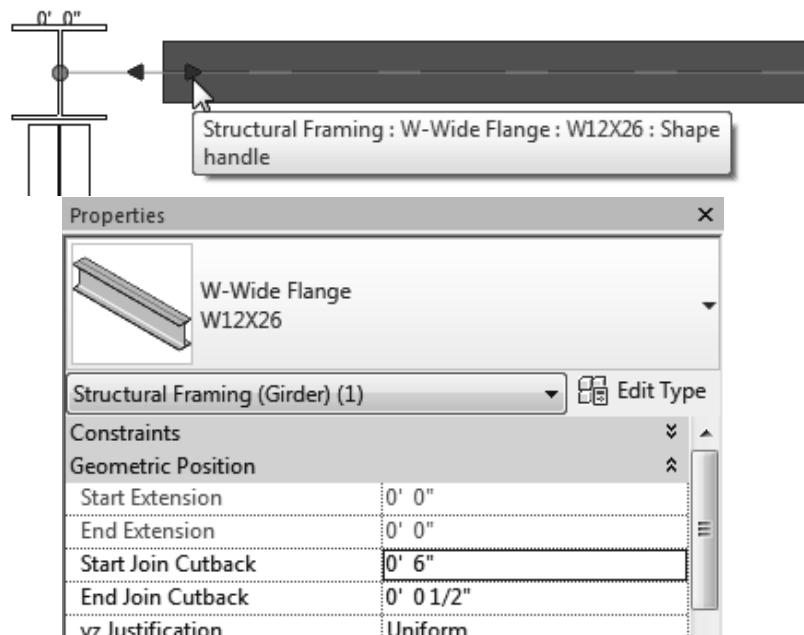 0' 0"
Structural Framing : W-Wide Flange : W12X26 : Shape
handle
Properties
W-Wide Flange
W12X26
Structural Framing (Girder) (1)
Edit Type
Constraints
Geometric Position
Start Extension 0' 0"
End Extension 0' 0"
Start Join Cutback 0' 6"
End Join Cutback 0' 0 1/2"
yz Justification Uniform